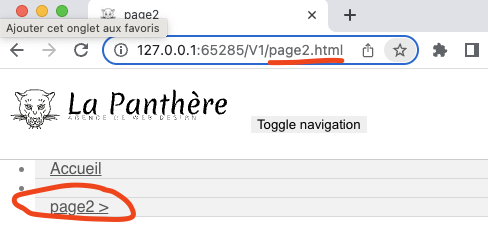 page2
Ajouter cet onglet aux favoris
127.0.0.1:65285/V1/page2.html
La Panthère
AGENCE DE WEB DESIGN
Toggle navigation
Accueil
page2 >